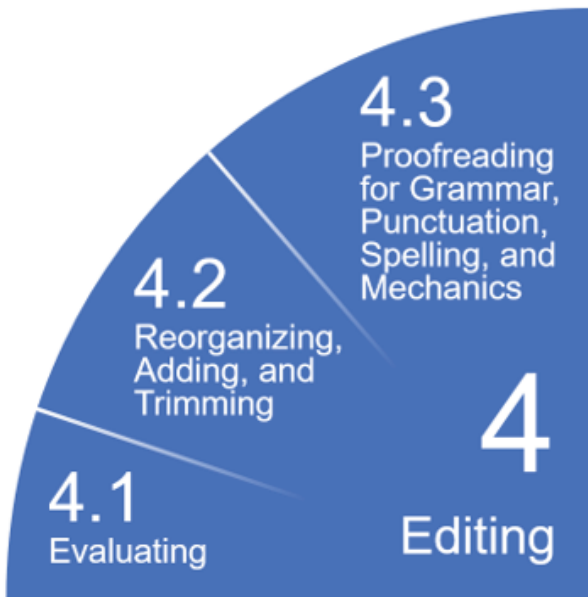 4.3
Proofreading
for Grammar,
Punctuation,
Spelling, and
Mechanics
4.2
Reorganizing,
Adding, and
Trimming
4.1
Evaluating
4
Editing